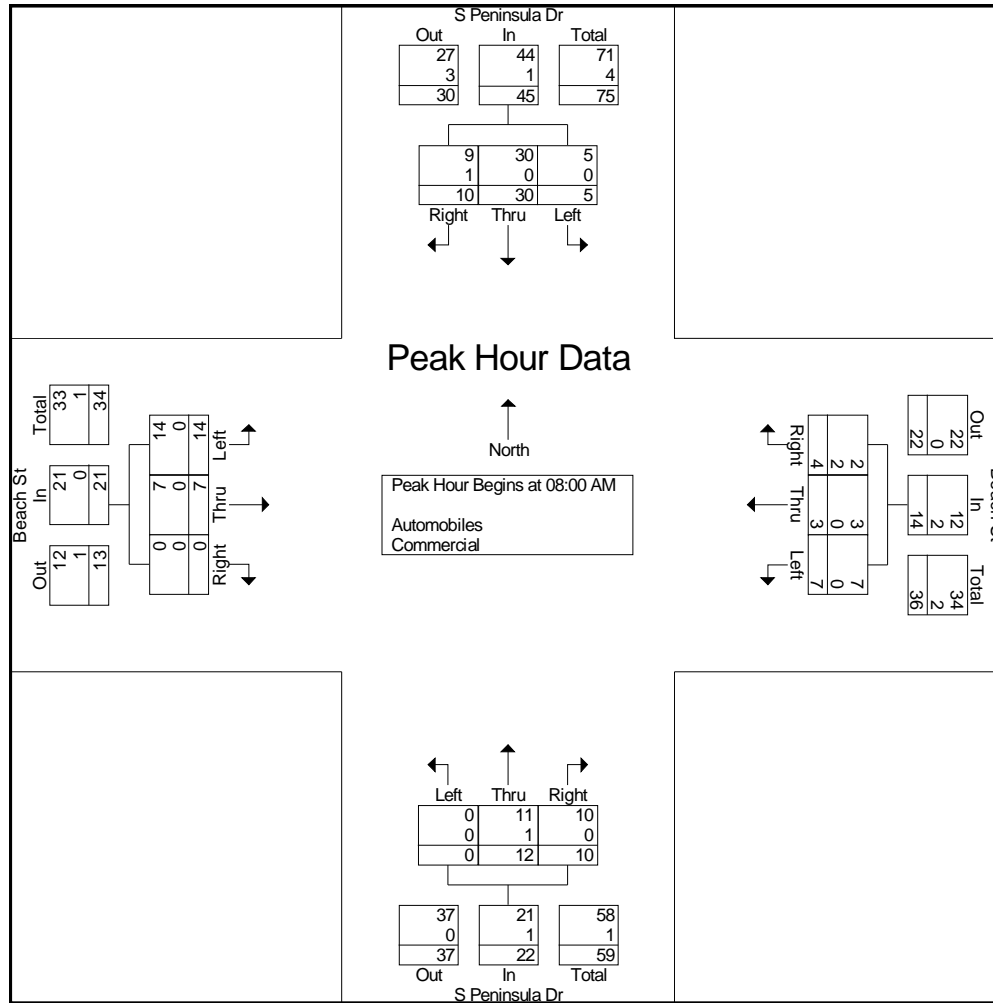 S Peninsula Dr
Out In Total
27 44 71
3 1 4
30 45 75
9 30 5
1 0 0
10 30 5
Right Thru Left
Peak Hour Data
North
Peak Hour Begins at 08:00 AM
Automobiles
Commercial
Beach St
Total In Out
33 21 12
1 0 1
34 21 13
14 7 0
0 0 0
14 7 0
Left Thru Right
Out In Total
22 12 34
0 2 2
22 14 36
2 3 7
2 0 0
4 3 7
Right Thru Left
Left Thru Right
0 11 10
0 1 0
0 12 10
37 21 58
0 1 1
37 22 59
Out In Total
S Peninsula Dr